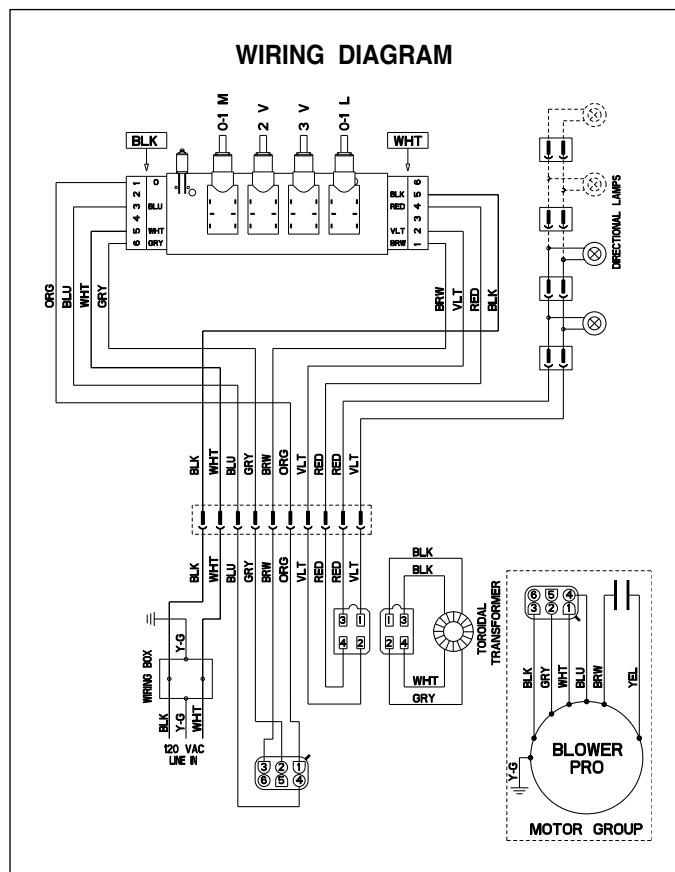 WIRING DIAGRAM
0-1 M
2 V
3 V
0-1 L
BLK
WHT
1 O
2
3 BLU
4
5 WHT
6 GRY
6
BLK 5
RED 4
3
VLT 2
BRW 1
DIRECTIONAL LAMPS
ORG
BLU
WHT
GRY
BRW
VLT
RED
BLK
BLK
WHT
BLU
GRY
BRW
ORG
VLT
RED
RED
VLT
BLK
WHT
BLU
GRY
BRW
ORG
VLT
RED
RED
VLT
3 1
4 2
1 3
2 4
BLK
BLK
WHT
GRY
TOROIDAL
TRANSFORMER
Y-G
WIRING BOX
BLK
Y-G
WHT
120 VAC
LINE IN
3 2 1
6 5 4
6 5 4
3 2 1
BLK
GRY
WHT
BLU
BRW
YEL
BLOWER
PRO
Y-G
MOTOR GROUP